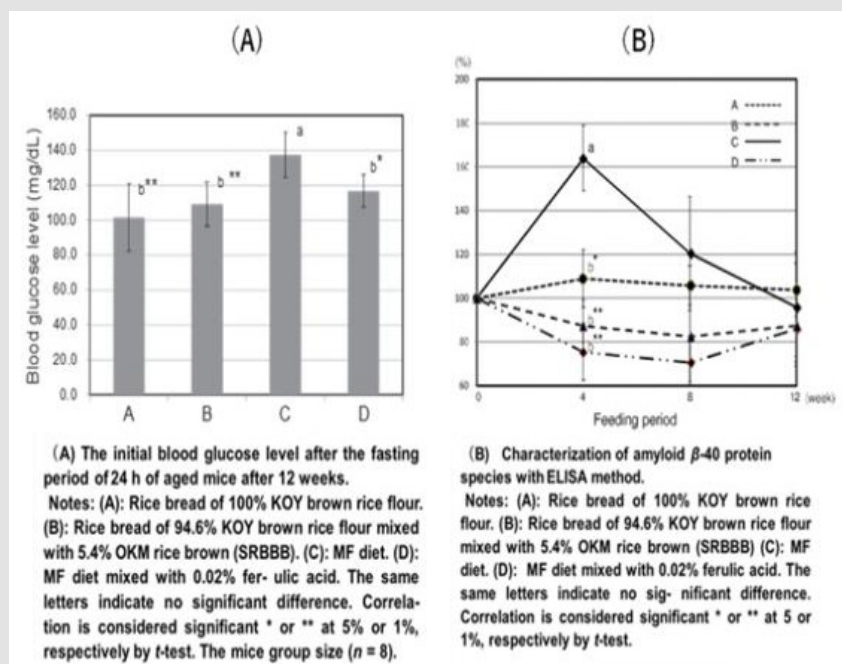 (A)
160.0
140.0
120.0
100.0
80.0
60.0
40.0
20.0
0.0
Blood glucose level (mg/dL)
b**
b**
a
b*
A B C D
(A) The initial blood glucose level after the fasting
period of 24 h of aged mice after 12 weeks.
Notes: (A): Rice bread of 100% KOY brown rice flour.
(B): Rice bread of 94.6% KOY brown rice flour mixed
with 5.4% OKM rice brown (SRBBB). (C): MF diet. (D):
MF diet mixed with 0.02% fer- ulic acid. The same
letters indicate no significant difference. Correla-
tion is considered significant * or ** at 5% or 1%,
respectively by t-test. The mice group size (n = 8).
(B)
(%)
200
180
160
140
120
100
80
60
A
B
C
D
a
b*
b**
b**
0 4 8 12 (week)
Feeding period
(B) Characterization of amyloid β-40 protein
species with ELISA method.
Notes: (A): Rice bread of 100% KOY brown rice
flour. (B): Rice bread of 94.6% KOY brown rice flour
mixed with 5.4% OKM rice brown (SRBBB) (C): MF
diet. (D): MF diet mixed with 0.02% ferulic acid. The
same letters indicate no sig- nificant difference.
Correlation is considered significant * or ** at 5 or
1%, respectively by t-test.